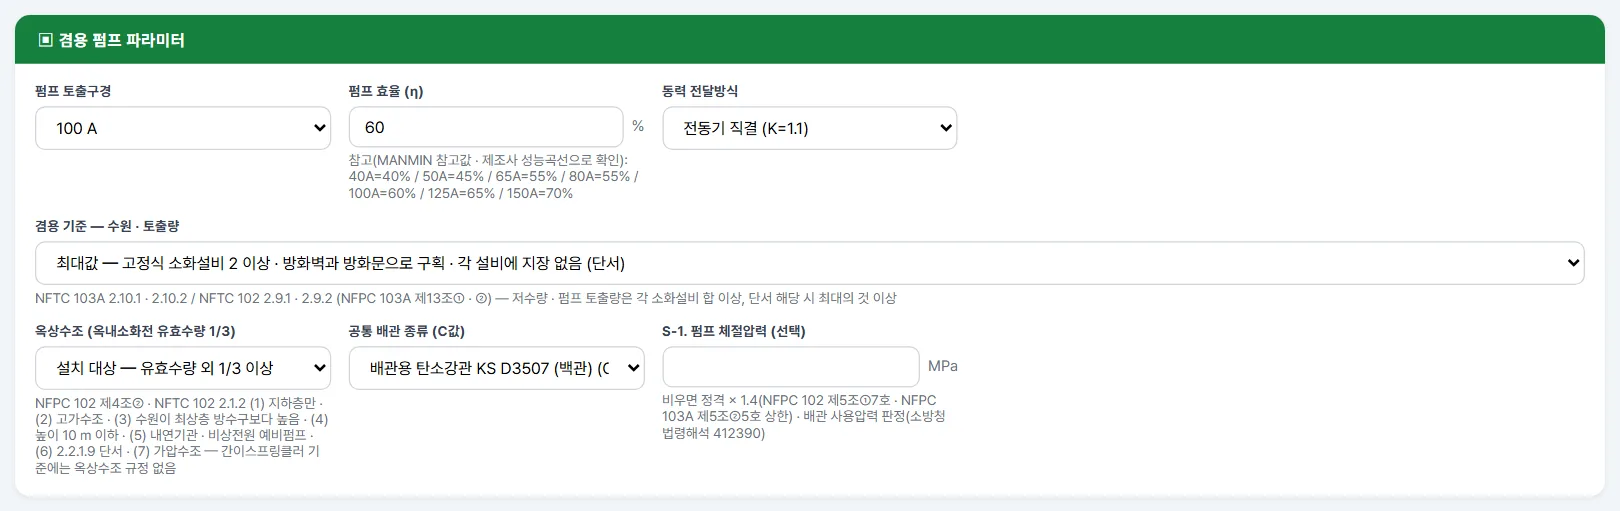 ▣ 겸용 펌프 파라미터
펌프 토출구경
펌프 효율 (η)
동력 전달방식
100 A
60
%
전동기 직결 (K=1.1)
참고(MANMIN 참고값 · 제조사 성능곡선으로 확인):
40A=40% / 50A=45% / 65A=55% / 80A=55% /
100A=60% / 125A=65% / 150A=70%
겸용 기준 — 수원 · 토출량
최대값 — 고정식 소화설비 2 이상 · 방화벽과 방화문으로 구획 · 각 설비에 지장 없음 (단서)
NFTC 103A 2.10.1 · 2.10.2 / NFTC 102 2.9.1 · 2.9.2 (NFPC 103A 제13조① · ②) — 저수량 · 펌프 토출량은 각 소화설비 합 이상, 단서 해당 시 최대의 것 이상
옥상수조 (옥내소화전 유효수량 1/3)
공통 배관 종류 (C값)
S-1. 펌프 체절압력 (선택)
설치 대상 — 유효수량 외 1/3 이상
배관용 탄소강관 KS D3507 (백관) (C
MPa
NFPC 102 제4조② · NFTC 102 2.1.2 (1) 지하층만 ·
(2) 고가수조 · (3) 수원이 최상층 방수구보다 높음 · (4)
높이 10 m 이하 · (5) 내연기관 · 비상전원 예비펌프 ·
(6) 2.2.1.9 단서 · (7) 가압수조 — 간이스프링클러 기
준에는 옥상수조 규정 없음
비우면 정격 × 1.4(NFPC 102 제5조①7호 · NFPC
103A 제5조②5호 상한) · 배관 사용압력 판정(소방청
법령해석 412390)